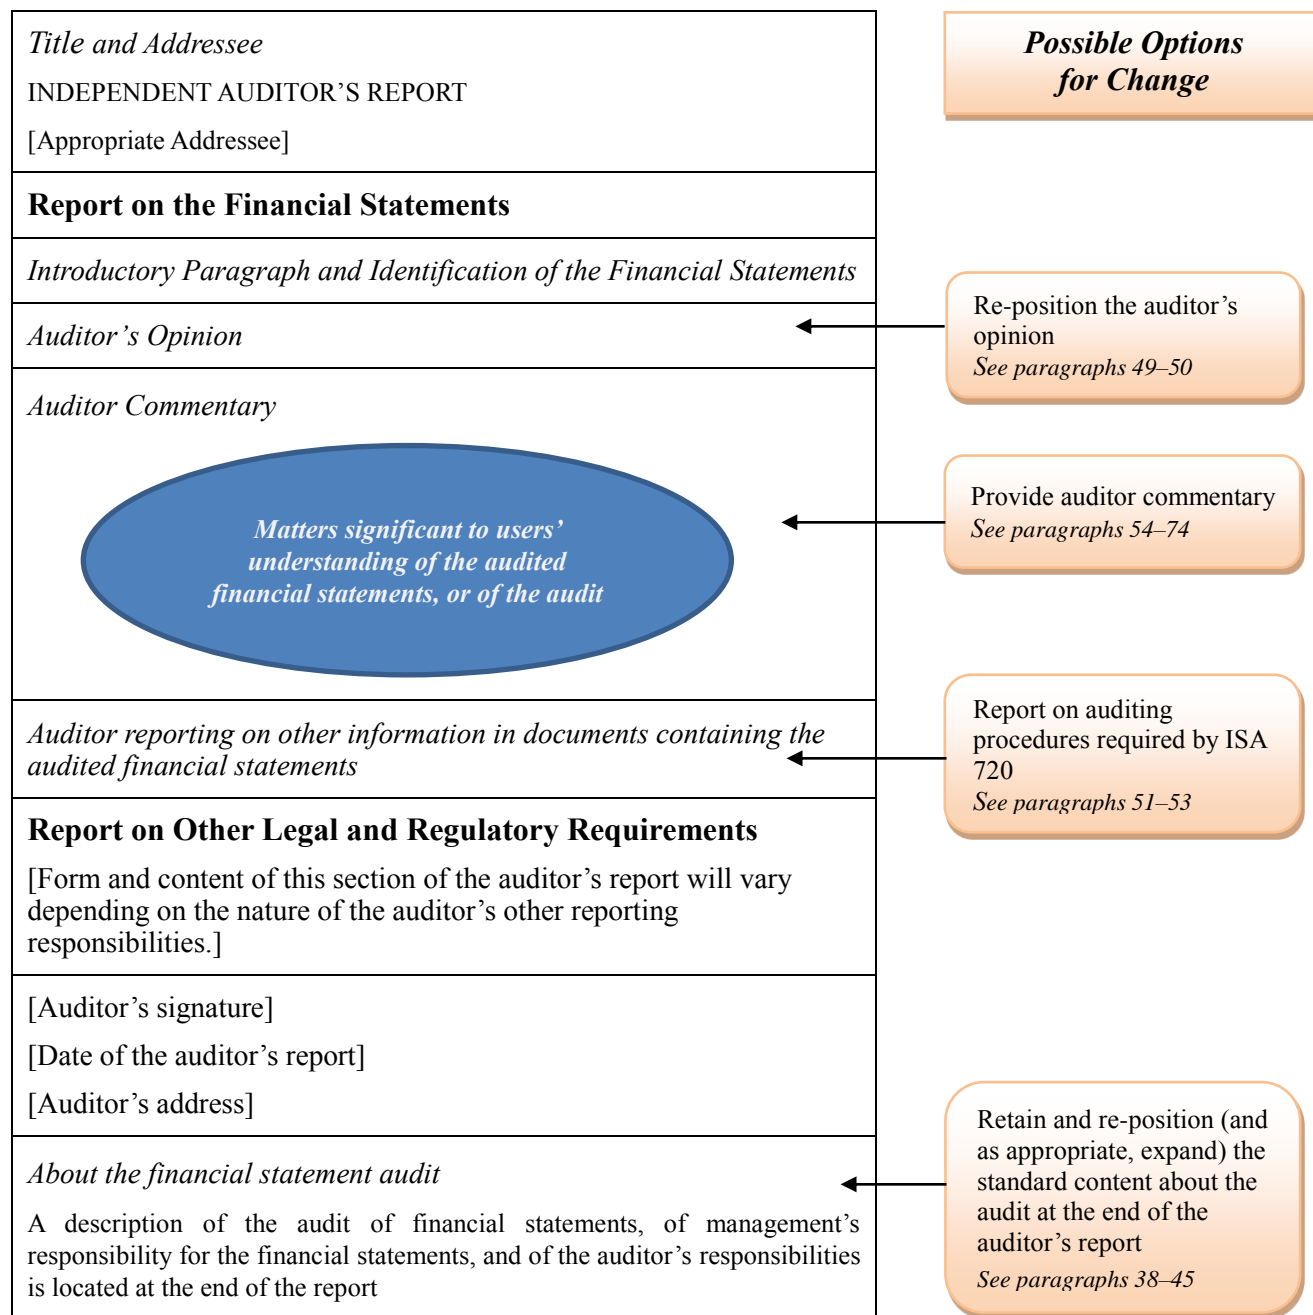 Title and Addressee
INDEPENDENT AUDITOR’S REPORT
[Appropriate Addressee]
Report on the Financial Statements
Introductory Paragraph and Identification of the Financial Statements
Auditor’s Opinion
Auditor Commentary
Matters significant to users’
understanding of the audited
financial statements, or of the audit
Auditor reporting on other information in documents containing the
audited financial statements
Report on Other Legal and Regulatory Requirements
[Form and content of this section of the auditor’s report will vary
depending on the nature of the auditor’s other reporting
responsibilities.]
[Auditor’s signature]
[Date of the auditor’s report]
[Auditor’s address]
About the financial statement audit
A description of the audit of financial statements, of management’s
responsibility for the financial statements, and of the auditor’s responsibilities
is located at the end of the report
Possible Options
for Change
Re-position the auditor’s
opinion
See paragraphs 49–50
Provide auditor commentary
See paragraphs 54–74
Report on auditing
procedures required by ISA
720
See paragraphs 51–53
Retain and re-position (and
as appropriate, expand) the
standard content about the
audit at the end of the
auditor’s report
See paragraphs 38–45